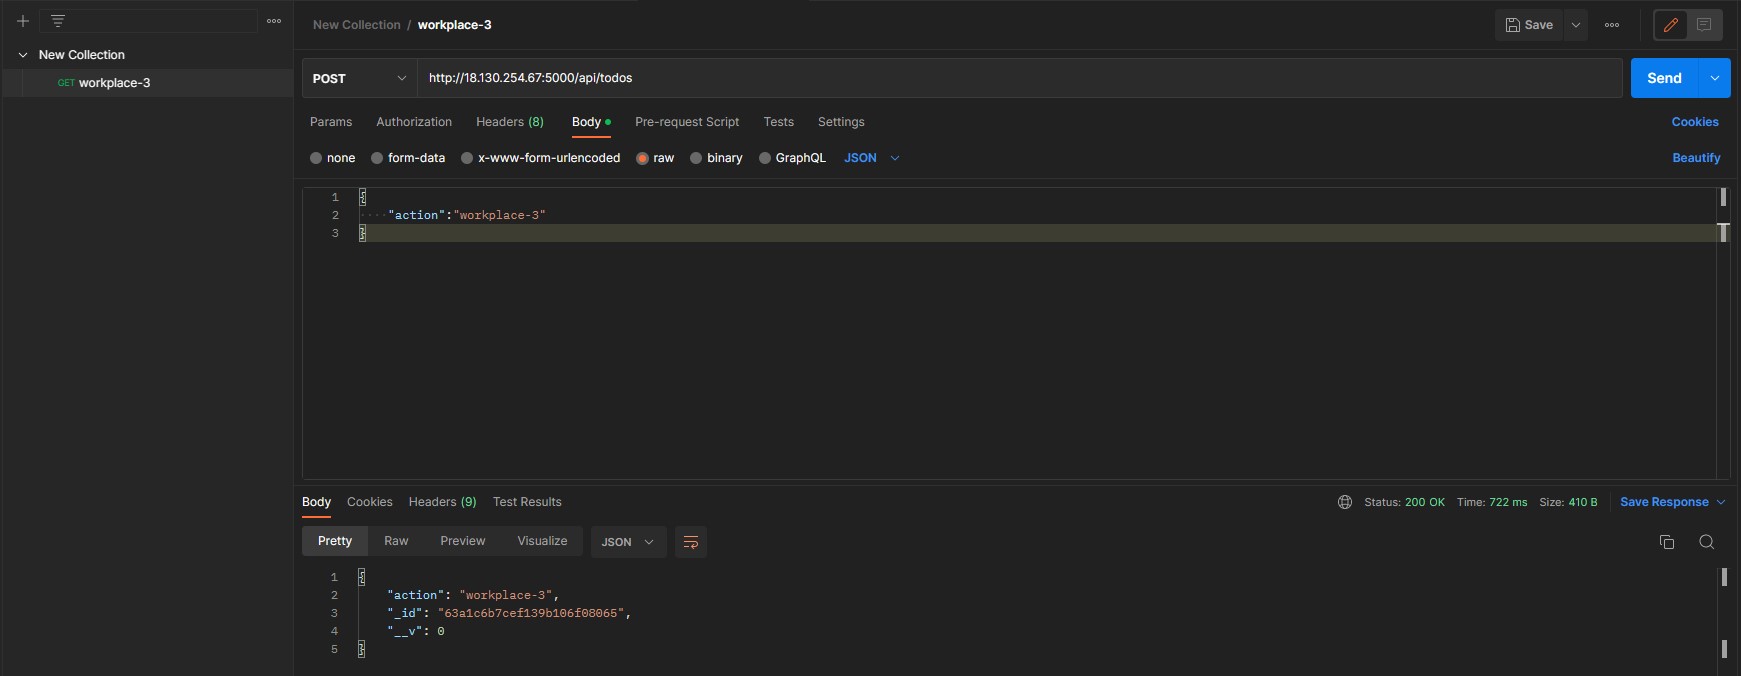 New Collection
GET workplace-3
New Collection / workplace-3
Save
POST http://18.130.254.67:5000/api/todos Send
Params Authorization Headers (8) Body Pre-request Script Tests Settings Cookies
none form-data x-www-form-urlencoded raw binary GraphQL JSON Beautify
1 {
2 ····"action":"workplace-3"
3 }
Body Cookies Headers (9) Test Results Status: 200 OK Time: 722 ms Size: 410 B Save Response
Pretty Raw Preview Visualize JSON
1 {
2 "action": "workplace-3",
3 "_id": "63a1c6b7cef139b106f08065",
4 "__v": 0
5 }